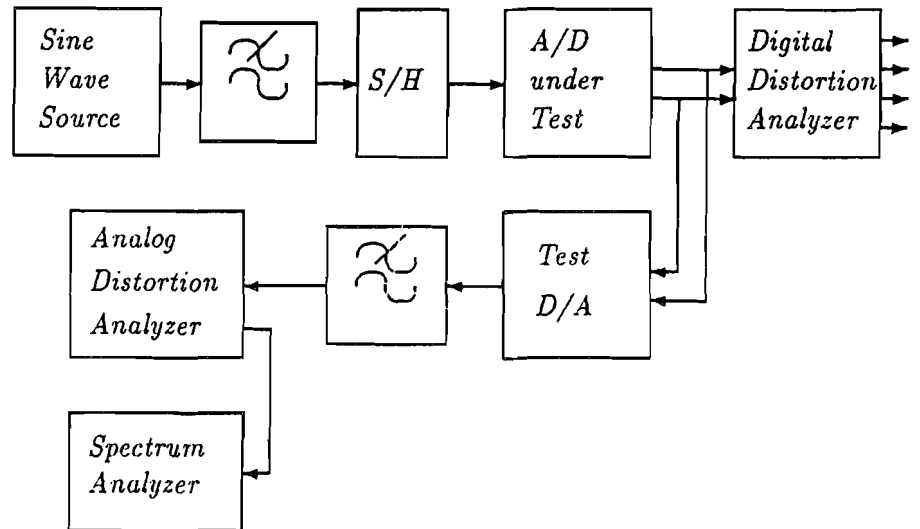 Sine
Wave
Source
S/H
A/D
under
Test
Digital
Distortion
Analyzer
Analog
Distortion
Analyzer
Test
D/A
Spectrum
Analyzer